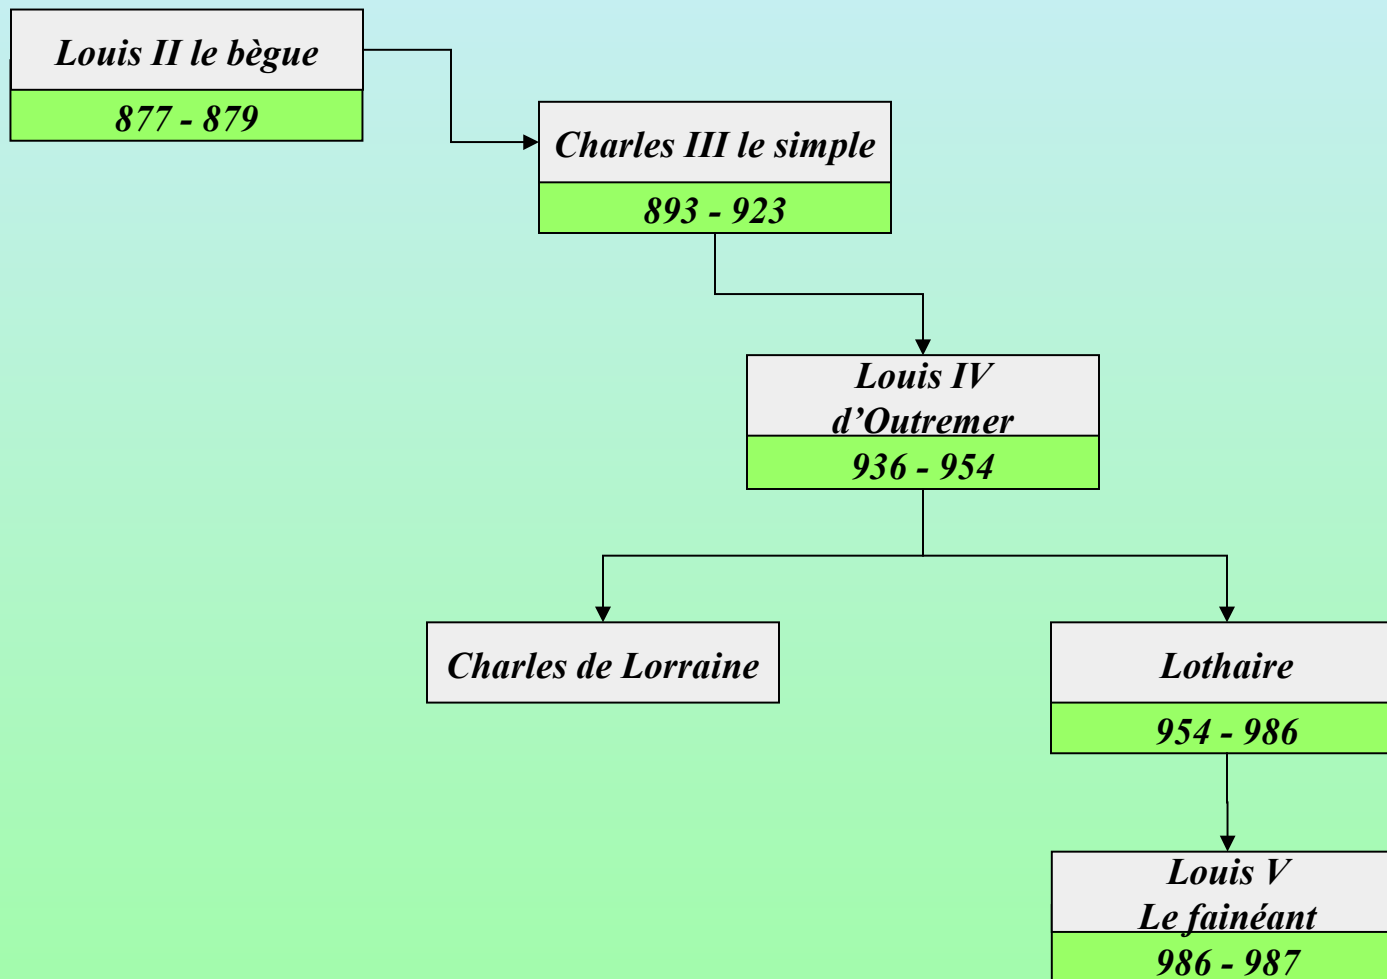 Louis II le bègue
877 - 879
Charles III le simple
893 - 923
Louis IV
d’Outremer
936 - 954
Charles de Lorraine
Lothaire
954 - 986
Louis V
Le fainéant
986 - 987